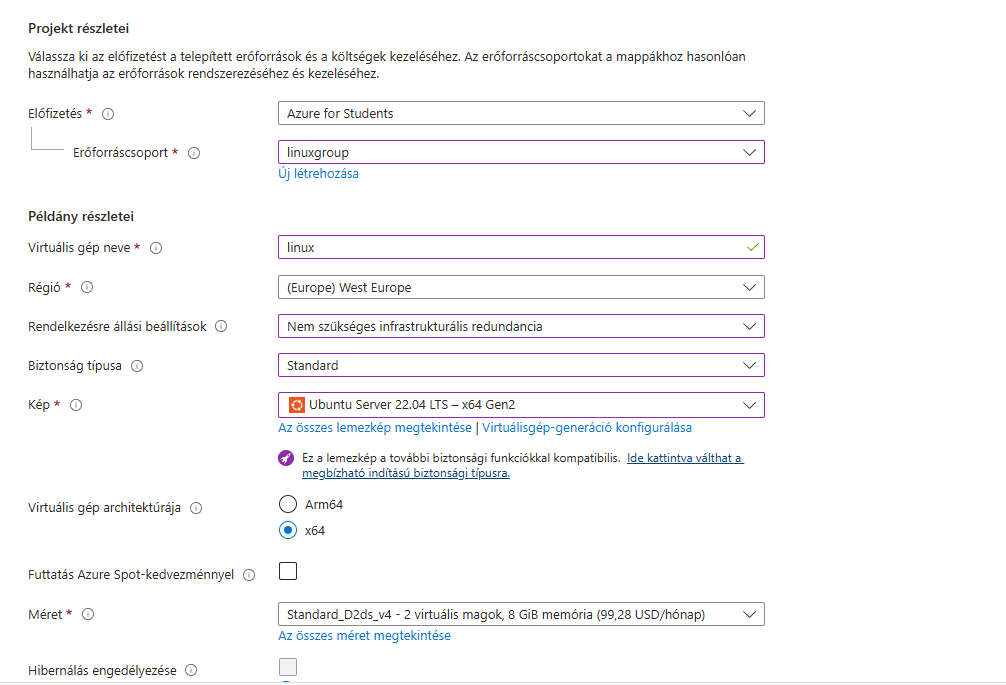 Projekt részletei
Válassza ki az előfizetést a telepített erőforrások és a költségek kezeléséhez. Az erőforráscsoportokat a mappákhoz hasonlóan
használhatja az erőforrások rendszerezéséhez és kezeléséhez.
Előfizetés *
Azure for Students
Erőforráscsoport *
linuxgroup
Új létrehozása
Példány részletei
Virtuális gép neve *
linux
Régió *
(Europe) West Europe
Rendelkezésre állási beállítások
Nem szükséges infrastrukturális redundancia
Biztonság típusa
Standard
Kép *
Ubuntu Server 22.04 LTS – x64 Gen2
Az összes lemezkép megtekintése | Virtuálisgép-generáció konfigurálása
Ez a lemezkép a további biztonsági funkciókkal kompatibilis. Ide kattintva válthat a
megbízható indítású biztonsági típusra.
Virtuális gép architektúrája
Arm64
x64
Futtatás Azure Spot-kedvezménnyel
Méret *
Standard_D2ds_v4 - 2 virtuális magok, 8 GiB memória (99,28 USD/hónap)
Az összes méret megtekintése
Hibernálás engedélyezése